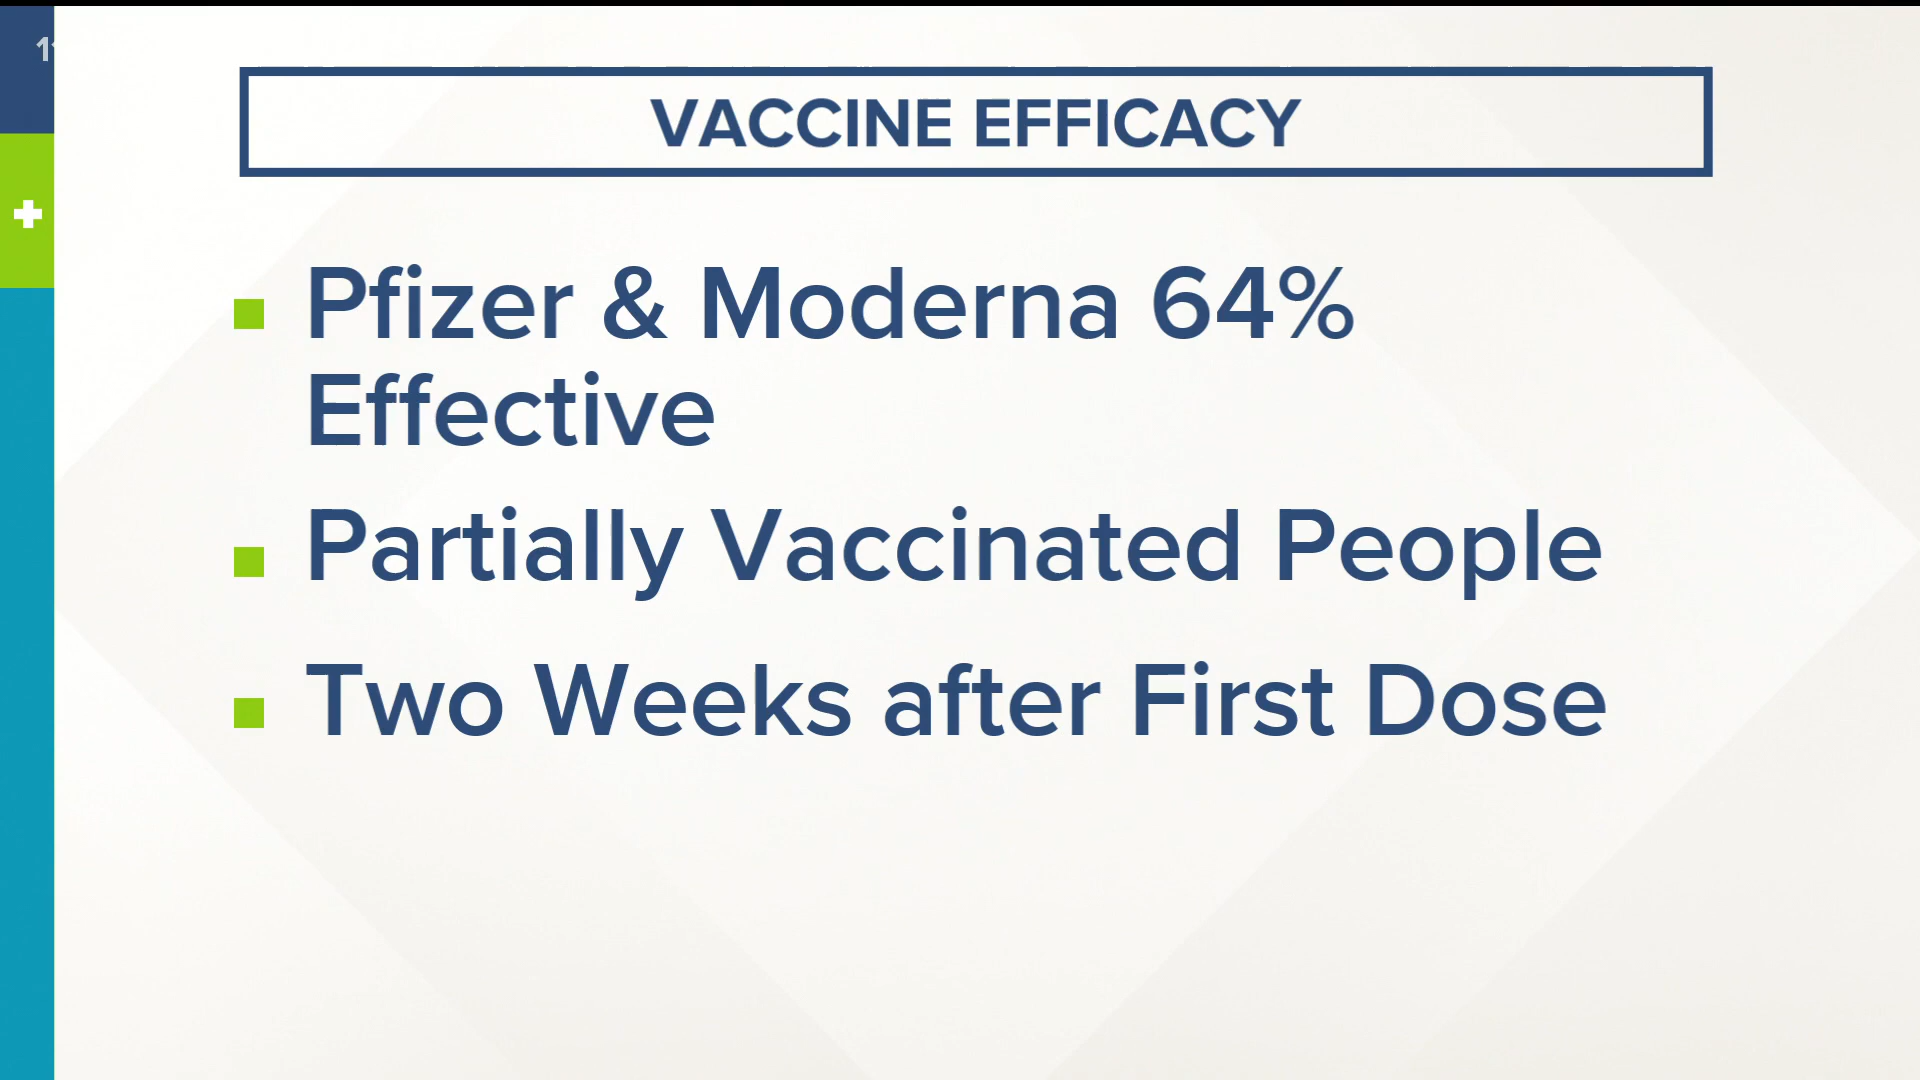 VACCINE EFFICACY
Pfizer & Moderna 64%
Effective
Partially Vaccinated People
Two Weeks after First Dose